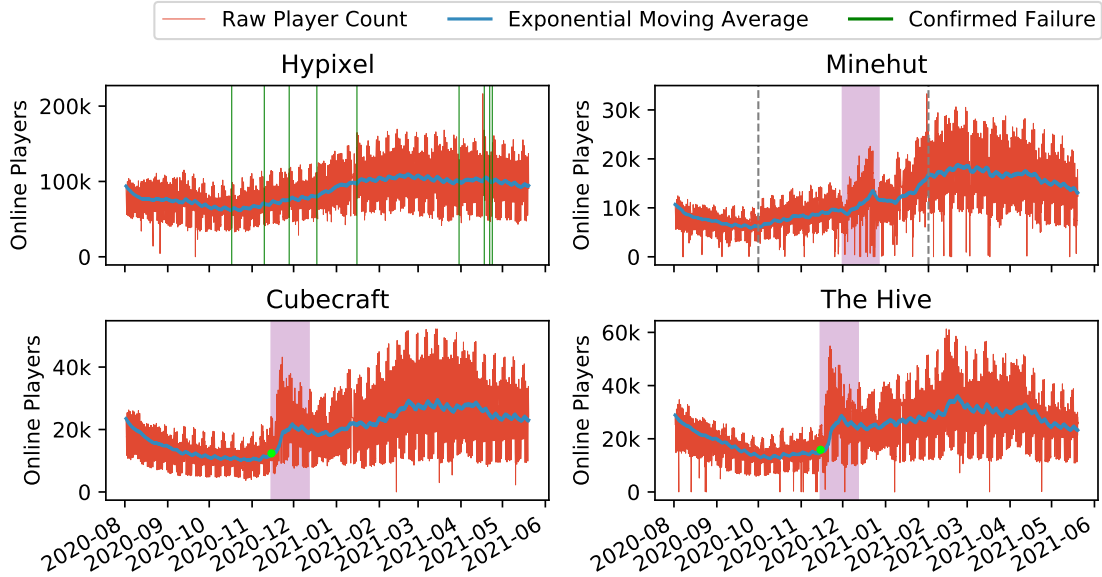 Raw Player Count Exponential Moving Average Confirmed Failure
Hypixel
Online Players
200k
100k
0
Minehut
Online Players
30k
20k
10k
0
Cubecraft
Online Players
40k
20k
0
2020-08 2020-09 2020-10 2020-11 2020-12 2021-01 2021-02 2021-03 2021-04 2021-05 2021-06
The Hive
Online Players
60k
40k
20k
0
2020-08 2020-09 2020-10 2020-11 2020-12 2021-01 2021-02 2021-03 2021-04 2021-05 2021-06